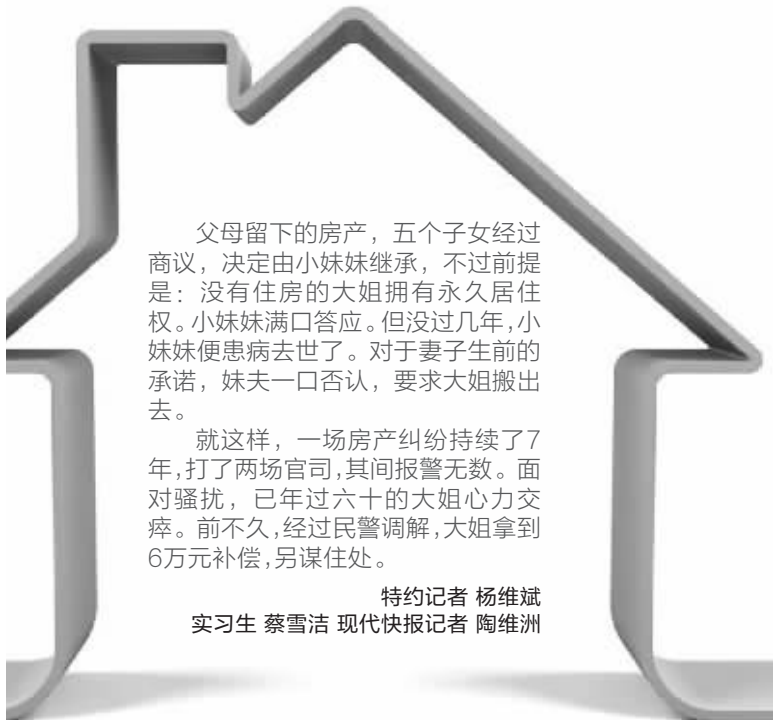 父母留下的房产，五个子女经过
商议，决定由小妹妹继承，不过前提
是：没有住房的大姐拥有永久居住
权。小妹妹满口答应。但没过几年，小
妹妹便患病去世了。对于妻子生前的
承诺，妹夫一口否认，要求大姐搬出
去。
就这样，一场房产纠纷持续了7
年，打了两场官司，其间报警无数。面
对骚扰，已年过六十的大姐心力交
瘁。前不久，经过民警调解，大姐拿到
6万元补偿，另谋住处。
特约记者 杨维斌
实习生 蔡雪洁 现代快报记者 陶维洲